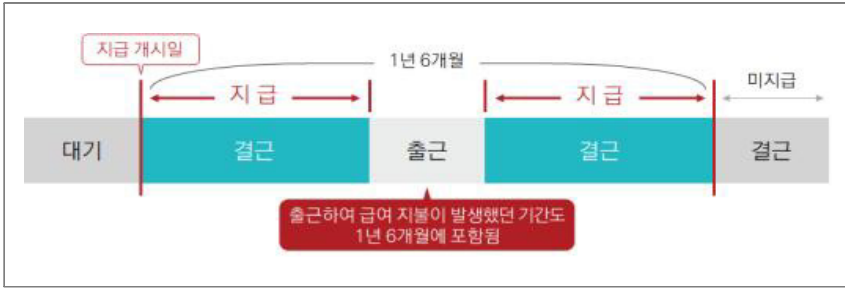 지급 개시일
1년 6개월
지 급
지 급
미지급
대기
결근
출근
결근
결근
출근하여 급여 지불이 발생했던 기간도
1년 6개월에 포함됨